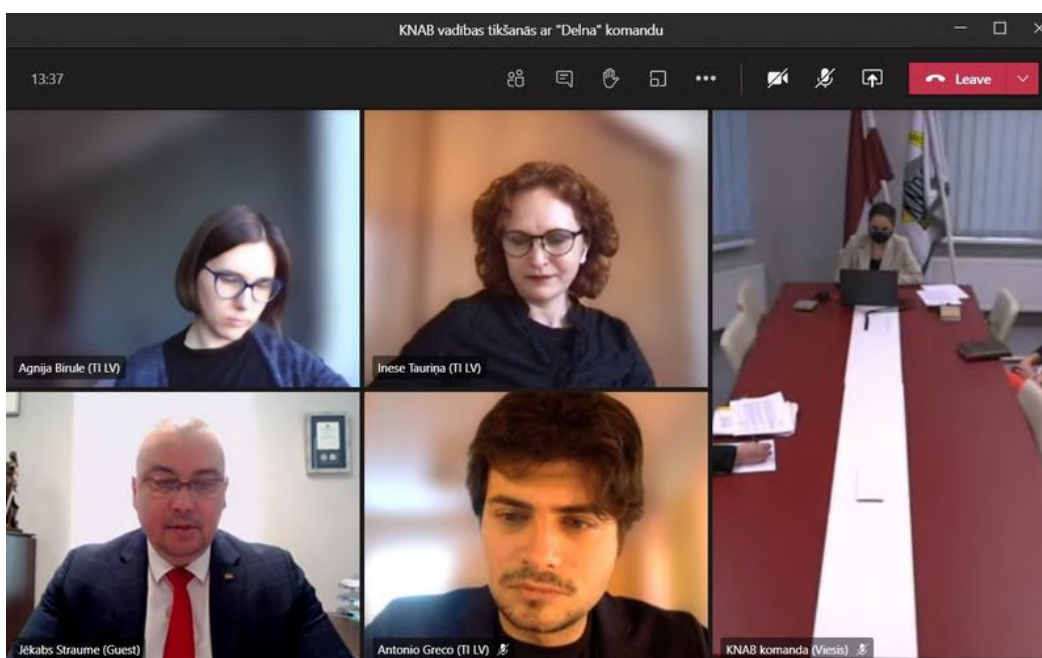 KNAB vadības tikšanās ar "Delna" komandu
13:37
Leave
Agnija Birule (TI LV)
Inese Tauriņa (TI LV)
Jēkabs Straume (Guest)
Antonio Greco (TI LV)
KNAB komanda (Viesis)